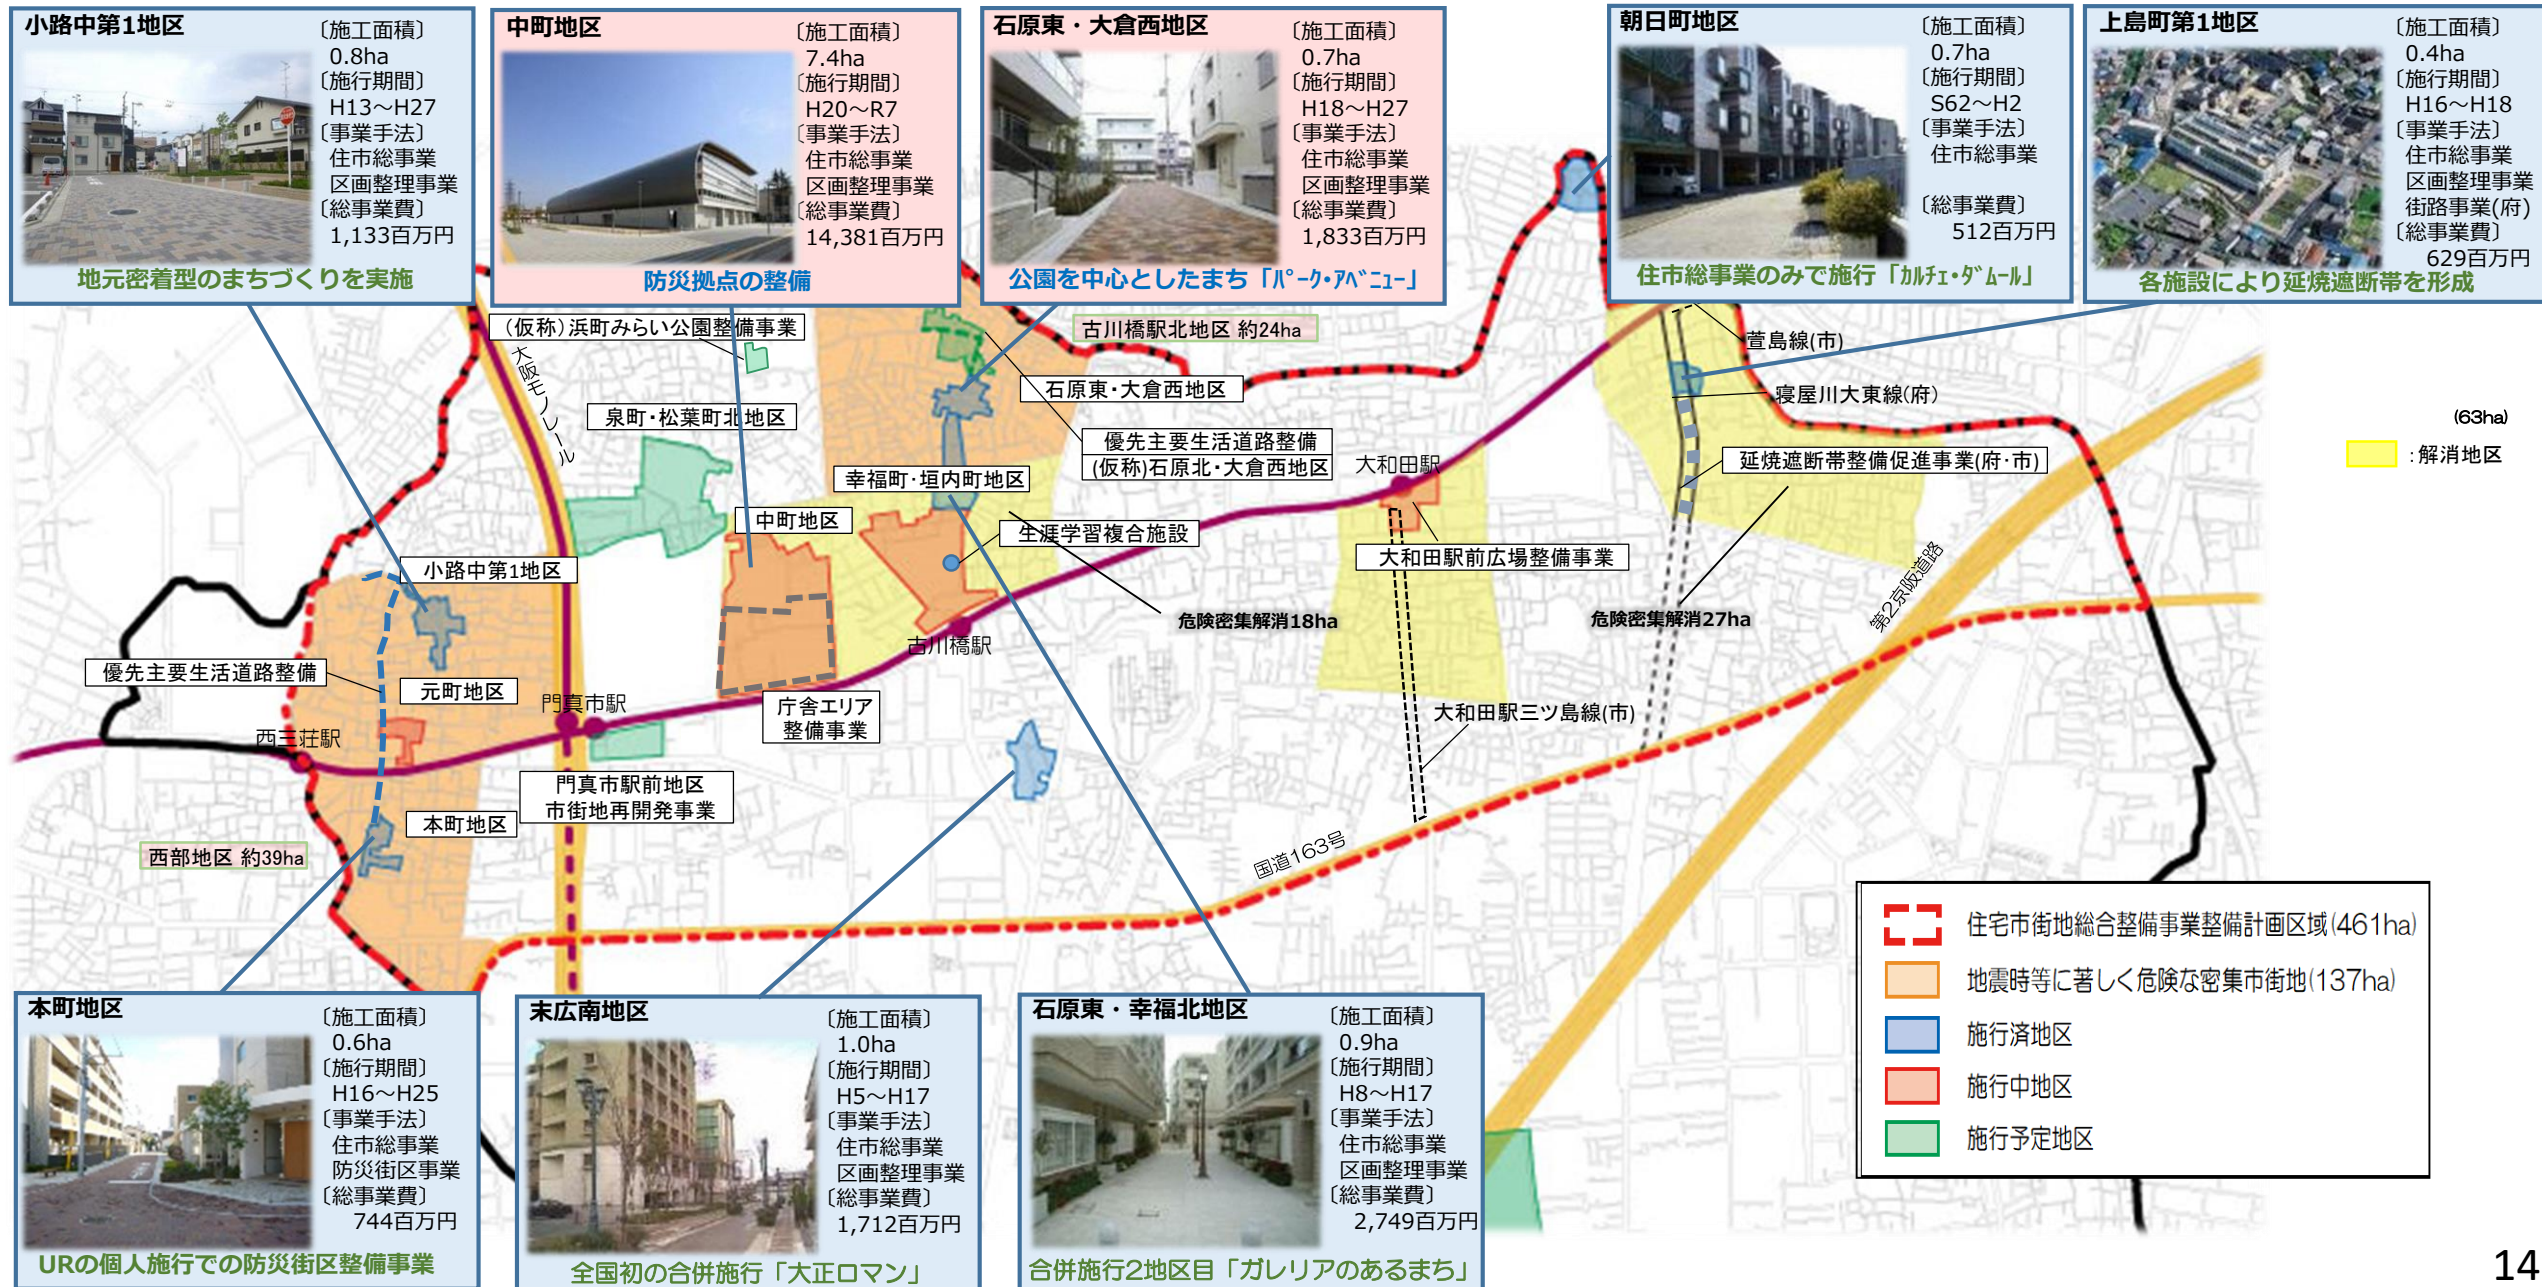 小路中第1地区
〔施工面積〕
0.8ha
〔施行期間〕
H13～H27
〔事業手法〕
住市総事業
区画整理事業
〔総事業費〕
1,133百万円
地元密着型のまちづくりを実施
中町地区
〔施工面積〕
7.4ha
〔施行期間〕
H20～R7
〔事業手法〕
住市総事業
区画整理事業
〔総事業費〕
14,381百万円
防災拠点の整備
石原東・大倉西地区
〔施工面積〕
0.7ha
〔施行期間〕
H18～H27
〔事業手法〕
住市総事業
区画整理事業
〔総事業費〕
1,833百万円
公園を中心としたまち「ﾊﾟｰｸ・ｱﾍﾞﾆｭｰ」
朝日町地区
〔施工面積〕
0.7ha
〔施行期間〕
S62～H2
〔事業手法〕
住市総事業
〔総事業費〕
512百万円
住市総事業のみで施行「ｶﾙﾁｪ・ﾀﾞﾑｰﾙ」
上島町第1地区
〔施工面積〕
0.4ha
〔施行期間〕
H16～H18
〔事業手法〕
住市総事業
区画整理事業
街路事業(府)
〔総事業費〕
629百万円
各施設により延焼遮断帯を形成
（仮称）浜町みらい公園整備事業
大阪モノレール
古川橋駅北地区 約24ha
萱島線(市)
石原東・大倉西地区
寝屋川大東線(府)
泉町・松葉町北地区
優先主要生活道路整備
(仮称)石原北・大倉西地区
大和田駅
延焼遮断帯整備促進事業(府・市)
(63ha)
：解消地区
幸福町・垣内町地区
中町地区
生涯学習複合施設
大和田駅前広場整備事業
小路中第1地区
危険密集解消18ha
危険密集解消27ha
第2京阪道路
古川橋駅
優先主要生活道路整備
元町地区
門真市駅
庁舎エリア
整備事業
大和田駅三ツ島線(市)
西三荘駅
門真市駅前地区
市街地再開発事業
本町地区
西部地区 約39ha
国道163号
住宅市街地総合整備事業整備計画区域(461ha)
地震時等に著しく危険な密集市街地(137ha)
施行済地区
施行中地区
施行予定地区
本町地区
〔施工面積〕
0.6ha
〔施行期間〕
H16～H25
〔事業手法〕
住市総事業
防災街区事業
〔総事業費〕
744百万円
URの個人施行での防災街区整備事業
末広南地区
〔施工面積〕
1.0ha
〔施行期間〕
H5～H17
〔事業手法〕
住市総事業
区画整理事業
〔総事業費〕
1,712百万円
全国初の合併施行「大正ロマン」
石原東・幸福北地区
〔施工面積〕
0.9ha
〔施行期間〕
H8～H17
〔事業手法〕
住市総事業
区画整理事業
〔総事業費〕
2,749百万円
合併施行2地区目「ガレリアのあるまち」
14